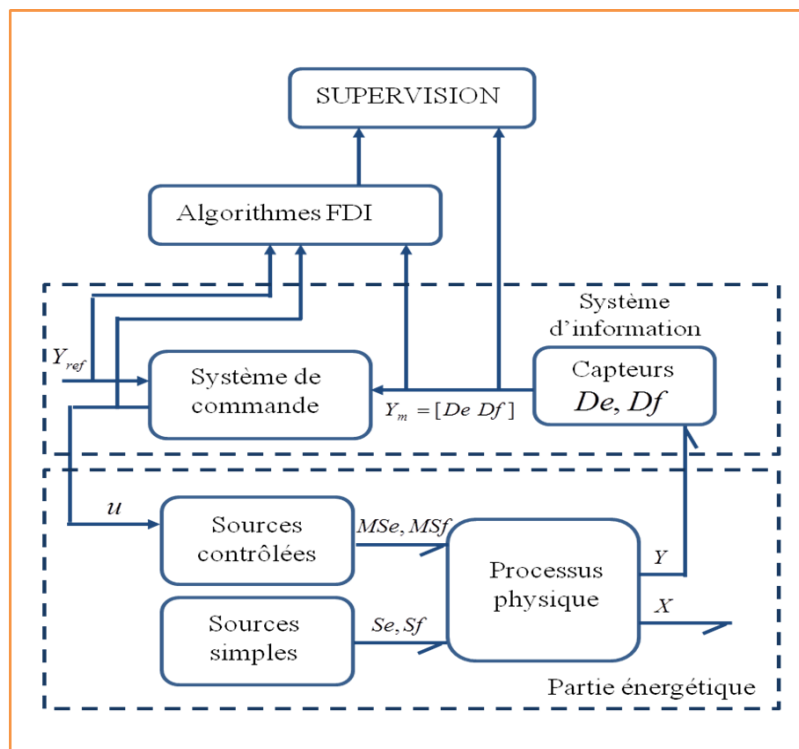 SUPERVISION
Algorithmes FDI
Système
d'information
Y_ref
Système de
commande
Y_m = [De Df]
Capteurs
De, Df
u
Sources
contrôlées
MSe, MSf
Processus
physique
Y
X
Sources
simples
Se, Sf
Partie énergétique